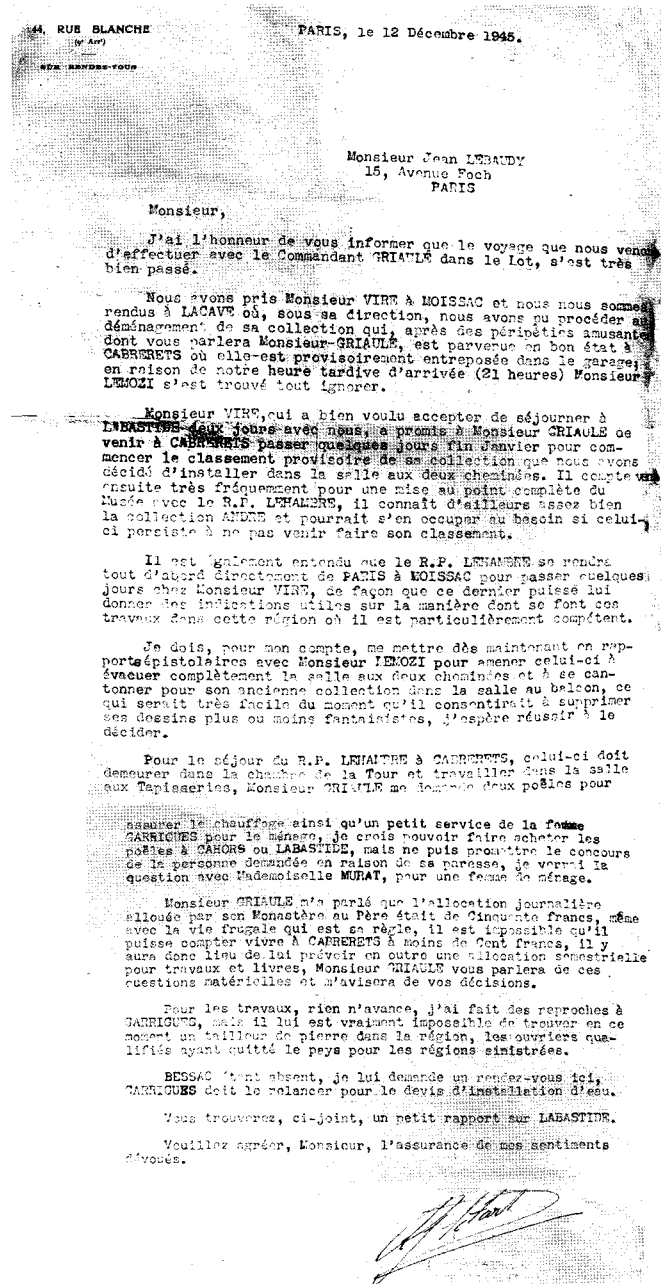 44, RUE BLANCHE
(9e Arrt)
SUR RENDEZ-VOUS
PARIS, le 12 Décembre 1945.
Monsieur Jean LEBAUDY
15, Avenue Foch
PARIS
Monsieur,
J'ai l'honneur de vous informer que le voyage que nous venons
d'effectuer avec le Commandant GRIAULE dans le Lot, s'est très
bien passé.
Nous avons pris Monsieur VIRE à MOISSAC et nous nous sommes
rendus à LACAVE où, sous sa direction, nous avons pu procéder au
déménagement de sa collection qui, après des péripéties amusantes
dont vous parlera Monsieur GRIAULE, est parvenue en bon état à
CABRERETS où elle est provisoirement entreposée dans le garage;
en raison de notre heure tardive d'arrivée (21 heures) Monsieur
LEMOZI s'est trouvé tout ignorer.
Monsieur VIRE, qui a bien voulu accepter de séjourner à
LABASTIDE deux jours avec nous, a promis à Monsieur GRIAULE de
venir à CABRERETS passer quelques jours fin Janvier pour com-
mencer le classement provisoire de sa collection que nous avons
décidé d'installer dans la salle aux deux cheminées. Il compte
ensuite très fréquemment pour une mise au point complète du
Musée avec le R.P. LEHAMBRE, il connaît d'ailleurs assez bien
la collection ANDRE et pourrait s'en occuper au besoin si celui-
ci persiste à ne pas venir faire son classement.
Il est également entendu que le R.P. LEHAMBRE se rendra
tout d'abord directement de PARIS à MOISSAC pour passer quelques
jours chez Monsieur VIRE, de façon que ce dernier puisse lui
donner des indications utiles sur la manière dont se font ces
travaux dans cette région où il est particulièrement compétent.
Je dois, pour mon compte, me mettre dès maintenant en rap-
ports épistolaires avec Monsieur LEMOZI pour amener celui-ci à
évacuer complètement la salle aux deux cheminées et à se can-
tonner pour son ancienne collection dans la salle au balcon, ce
qui serait très facile du moment qu'il consentirait à supprimer
ses dessins plus ou moins fantaisistes, j'espère réussir à le
décider.
Pour le séjour du R.P. LEHAMBRE à CABRERETS, celui-ci doit
demeurer dans la chambre de la Tour et travailler dans la salle
aux Tapisseries, Monsieur GRIAULE me demande deux poêles pour
assurer le chauffage ainsi qu'un petit service de la femme
GARRIGUES pour le ménage, je crois pouvoir faire acheter les
poêles à CAHORS ou LABASTIDE, mais ne puis promettre le concours
de la personne demandée en raison de sa paresse, je verrai la
question avec Mademoiselle MURAT, pour une femme de ménage.
Monsieur GRIAULE m'a parlé que l'allocation journalière
allouée par son Monastère au Père était de Cinquante francs, même
avec la vie frugale qui est sa règle, il est impossible qu'il
puisse compter vivre à CABRERETS à moins de Cent francs, il y
aura donc lieu de lui prévoir en outre une allocation semestrielle
pour travaux et livres, Monsieur GRIAULE vous parlera de ces
questions matérielles et m'avisera de vos décisions.
Pour les travaux, rien n'avance, j'ai fait des reproches à
GARRIGUES, mais il lui est vraiment impossible de trouver en ce
moment un tailleur de pierre dans la région, les ouvriers qua-
lifiés ayant quitté le pays pour les régions sinistrées.
BESSAC étant absent, je lui demande un rendez-vous ici,
GARRIGUES doit le relancer pour le devis d'installation d'eau.
Vous trouverez, ci-joint, un petit rapport sur LABASTIDE.
Veuillez agréer, Monsieur, l'assurance de mes sentiments
dévoués.